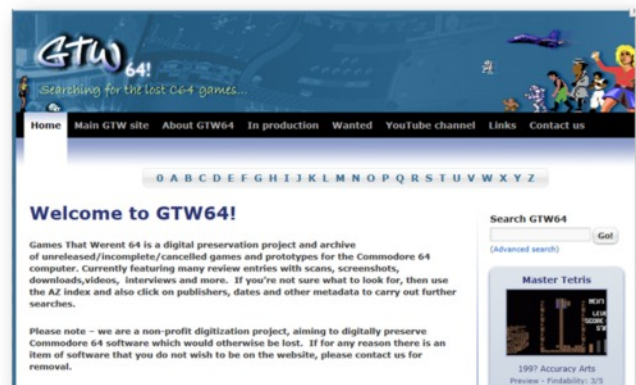 GTW 64!
Searching for the lost C64 games...
Home Main GTW site About GTW64 In production Wanted YouTube channel Links Contact us
0 A B C D E F G H I J K L M N O P Q R S T U V W X Y Z
Welcome to GTW64!
Games That Werent 64 is a digital preservation project and archive
of unreleased/incomplete/cancelled games and prototypes for the Commodore 64
computer. Currently featuring many review entries with scans, screenshots,
downloads,videos, interviews and more. If you're not sure what to look for, then use
the AZ index and also click on publishers, dates and other metadata to carry out further
searches.
Please note – we are a non-profit digitization project, aiming to digitally preserve
Commodore 64 software which would otherwise be lost. If for any reason there is an
item of software that you do not wish to be on the website, please contact us for
removal.
Search GTW64
Go!
(Advanced search)
Master Tetris
NEXT
SCORE
199? Accuracy Arts
Preview - Findability: 3/5